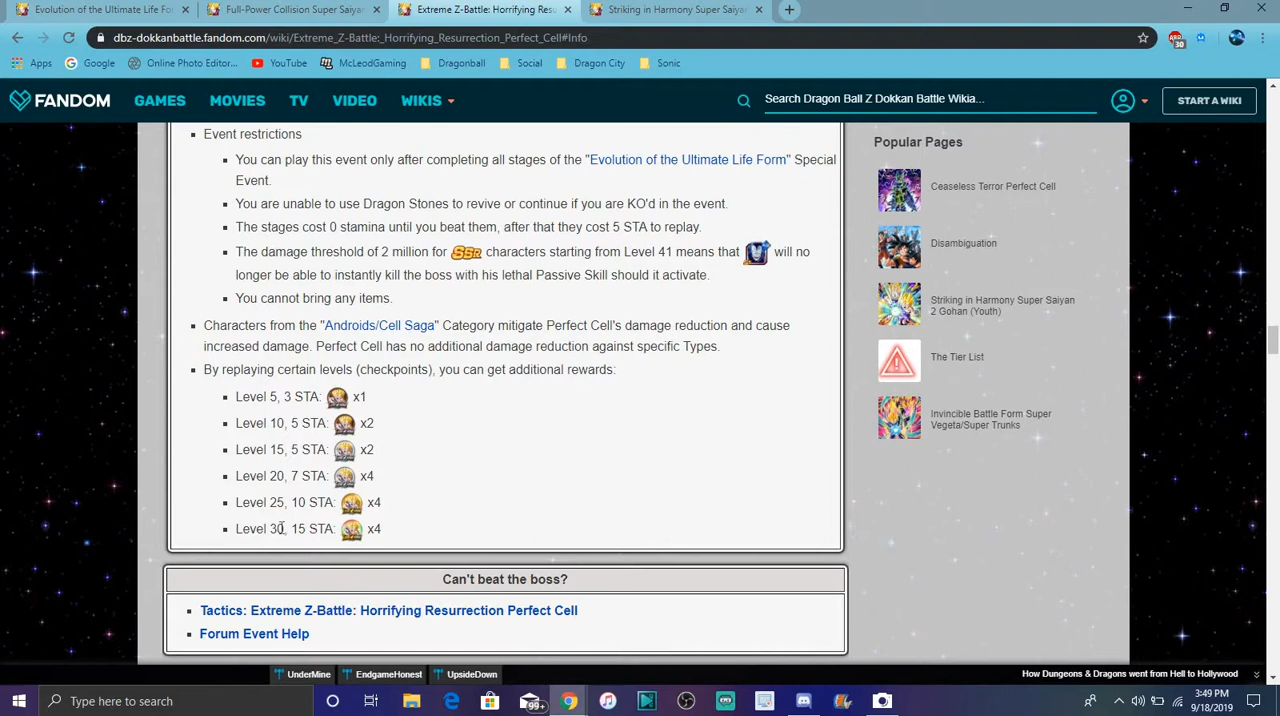 Evolution of the Ultimate Life Fo
Full-Power Collision Super Saiyan
Extreme Z-Battle: Horrifying Resu
Striking in Harmony Super Saiyan
dbz-dokkanbattle.fandom.com/wiki/Extreme_Z-Battle:_Horrifying_Resurrection_Perfect_Cell#Info
30
Apps
Google
Online Photo Editor...
YouTube
McLeodGaming
Dragonball
Social
Dragon City
Sonic
FANDOM
GAMES
MOVIES
TV
VIDEO
WIKIS
Search Dragon Ball Z Dokkan Battle Wikia...
START A WIKI
Event restrictions
You can play this event only after completing all stages of the "Evolution of the Ultimate Life Form" Special
Event.
You are unable to use Dragon Stones to revive or continue if you are KO'd in the event.
The stages cost 0 stamina until you beat them, after that they cost 5 STA to replay.
The damage threshold of 2 million for SSR characters starting from Level 41 means that will no
longer be able to instantly kill the boss with his lethal Passive Skill should it activate.
You cannot bring any items.
Characters from the "Androids/Cell Saga" Category mitigate Perfect Cell's damage reduction and cause
increased damage. Perfect Cell has no additional damage reduction against specific Types.
By replaying certain levels (checkpoints), you can get additional rewards:
Level 5, 3 STA: x1
Level 10, 5 STA: x2
Level 15, 5 STA: x2
Level 20, 7 STA: x4
Level 25, 10 STA: x4
Level 30, 15 STA: x4
Can't beat the boss?
Tactics: Extreme Z-Battle: Horrifying Resurrection Perfect Cell
Forum Event Help
Popular Pages
Ceaseless Terror Perfect Cell
Disambiguation
Striking in Harmony Super Saiyan
2 Gohan (Youth)
The Tier List
Invincible Battle Form Super
Vegeta/Super Trunks
UnderMine
EndgameHonest
UpsideDown
How Dungeons & Dragons went from Hell to Hollywood
Type here to search
99+
3:49 PM
9/18/2019